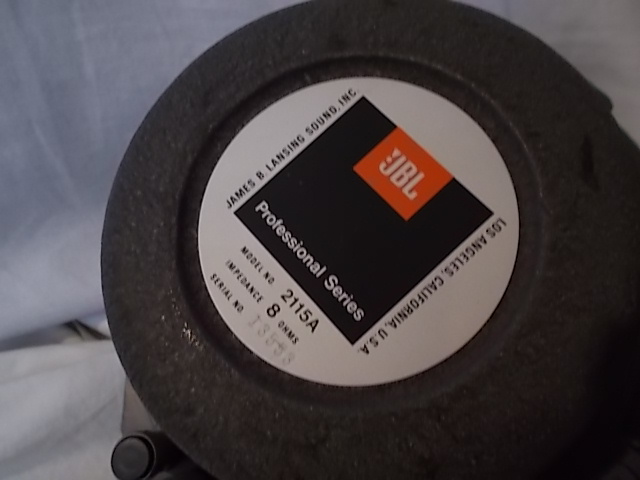 JAMES B. LANSING SOUND, INC.
JBL
Professional Series
LOS ANGELES, CALIFORNIA, U.S.A.
MODEL NO. 2115A
IMPEDANCE 8 OHMS
SERIAL NO.